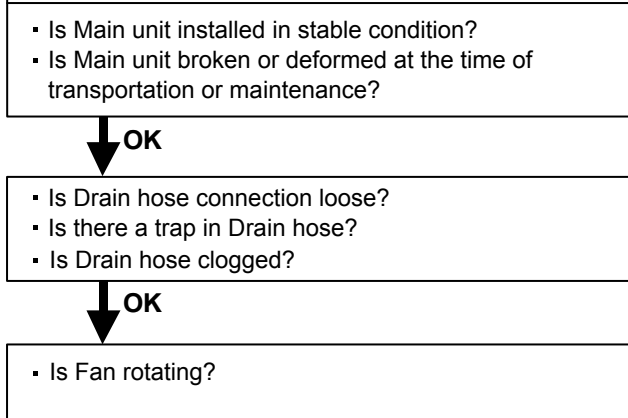 ▪ Is Main unit installed in stable condition?
▪ Is Main unit broken or deformed at the time of
transportation or maintenance?
OK
▪ Is Drain hose connection loose?
▪ Is there a trap in Drain hose?
▪ Is Drain hose clogged?
OK
▪ Is Fan rotating?